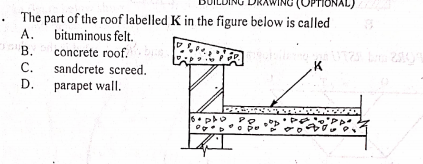 BUILDING DRAWING (OPTIONAL)
. The part of the roof labelled K in the figure below is called
A. bituminous felt.
B. concrete roof.
C. sandcrete screed.
D. parapet wall.
K